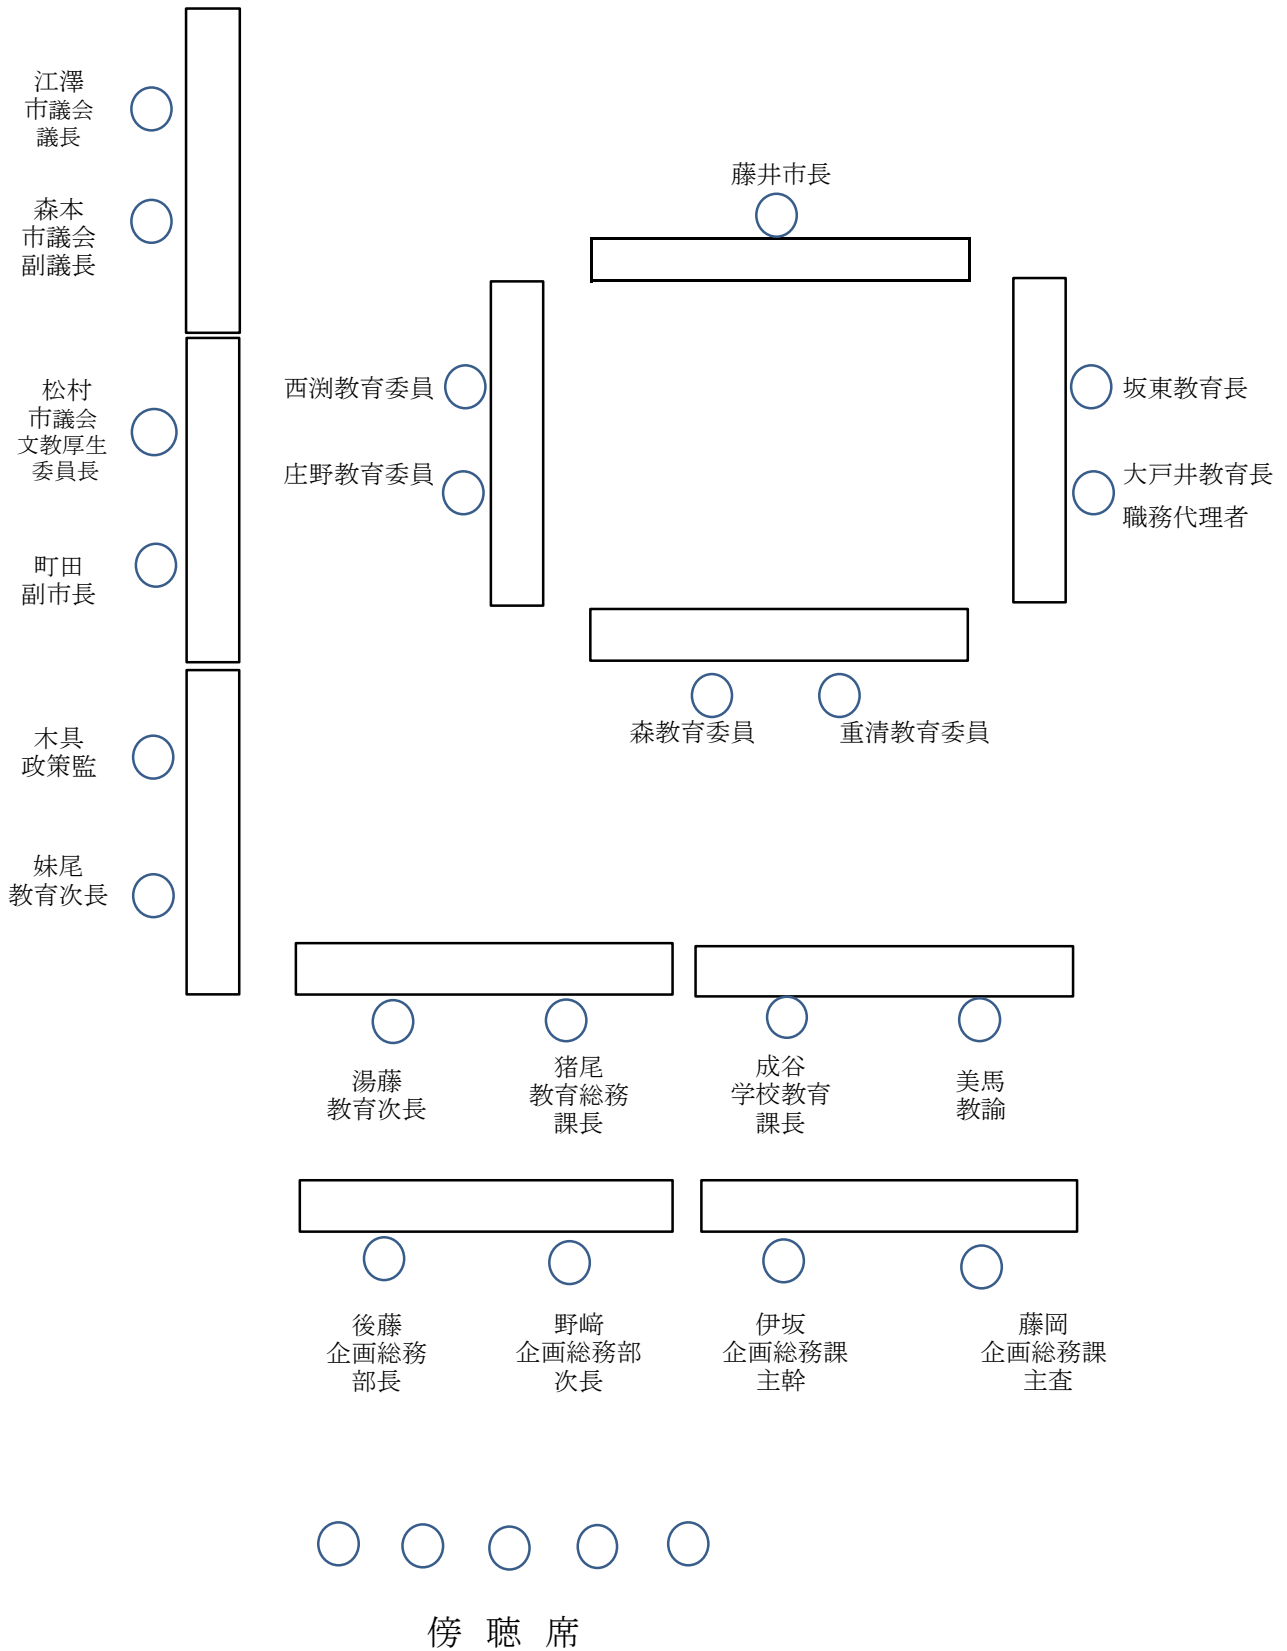 江澤
市議会
議長
森本
市議会
副議長
松村
市議会
文教厚生
委員長
町田
副市長
木具
政策監
妹尾
教育次長
藤井市長
西渕教育委員
庄野教育委員
坂東教育長
大戸井教育長
職務代理者
森教育委員
重清教育委員
湯藤
教育次長
猪尾
教育総務
課長
成谷
学校教育
課長
美馬
教諭
後藤
企画総務
部長
野﨑
企画総務部
次長
伊坂
企画総務課
主幹
藤岡
企画総務課
主査
傍 聴 席